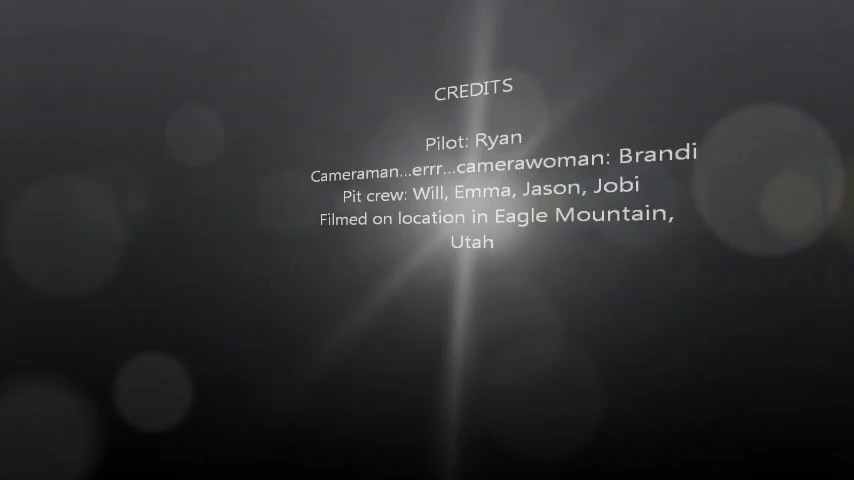 CREDITS
Pilot: Ryan
Cameraman...errr...camerawoman: Brandi
Pit crew: Will, Emma, Jason, Jobi
Filmed on location in Eagle Mountain,
Utah